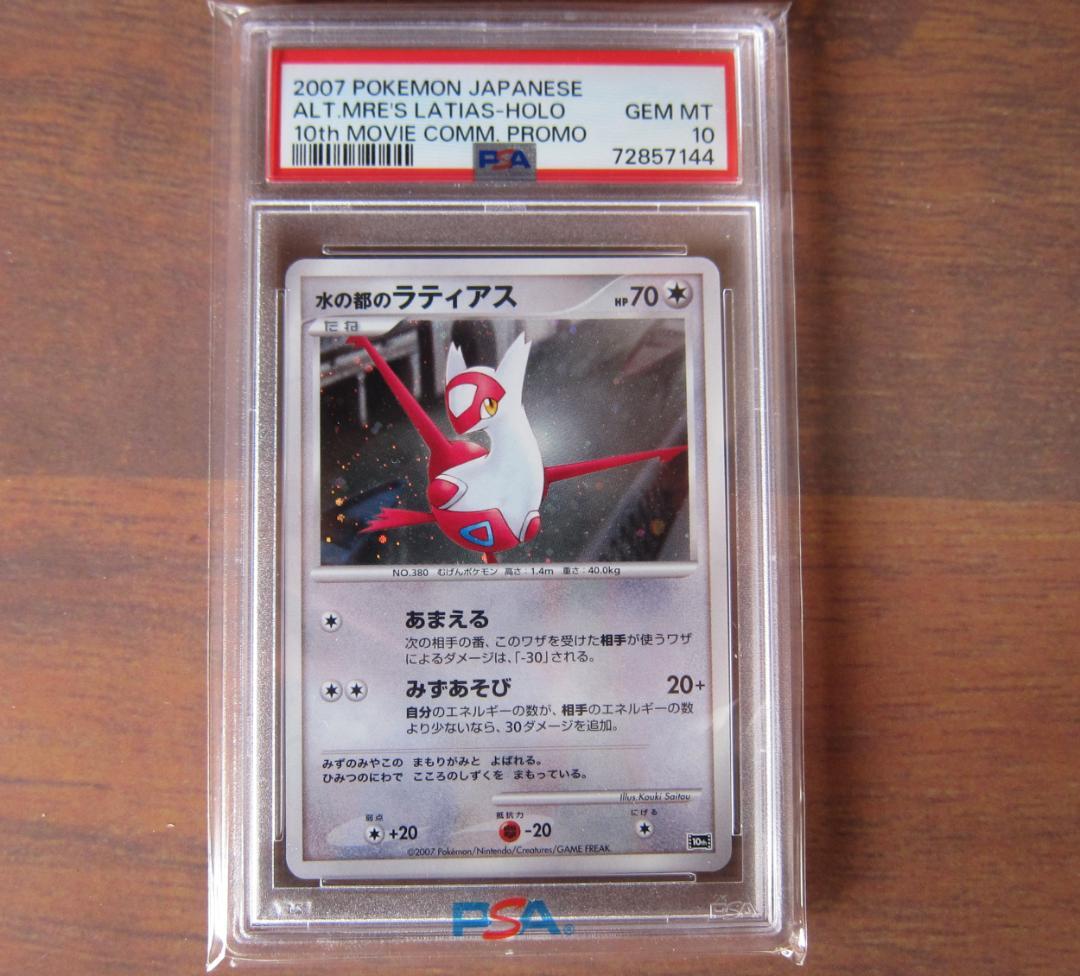 2007 POKEMON JAPANESE
ALT.MRE'S LATIAS-HOLO GEM MT
10th MOVIE COMM. PROMO 10
PSA 72857144
水の都のラティアス HP70
たね
NO.380 むげんポケモン 高さ:1.4m 重さ:40.0kg
あまえる
次の相手の番、このワザを受けた相手が使うワザ
によるダメージは、「-30」される。
みずあそび 20+
自分のエネルギーの数が、相手のエネルギーの数
より少ないなら、30ダメージを追加。
みずのみやこの まもりがみと よばれる。
ひみつのにわで こころのしずくを まもっている。
Illus.Kouki Saitou
弱点 抵抗力 にげる
+20 -20
10th
©2007 Pokémon/Nintendo/Creatures/GAME FREAK.
PSA
PSA®